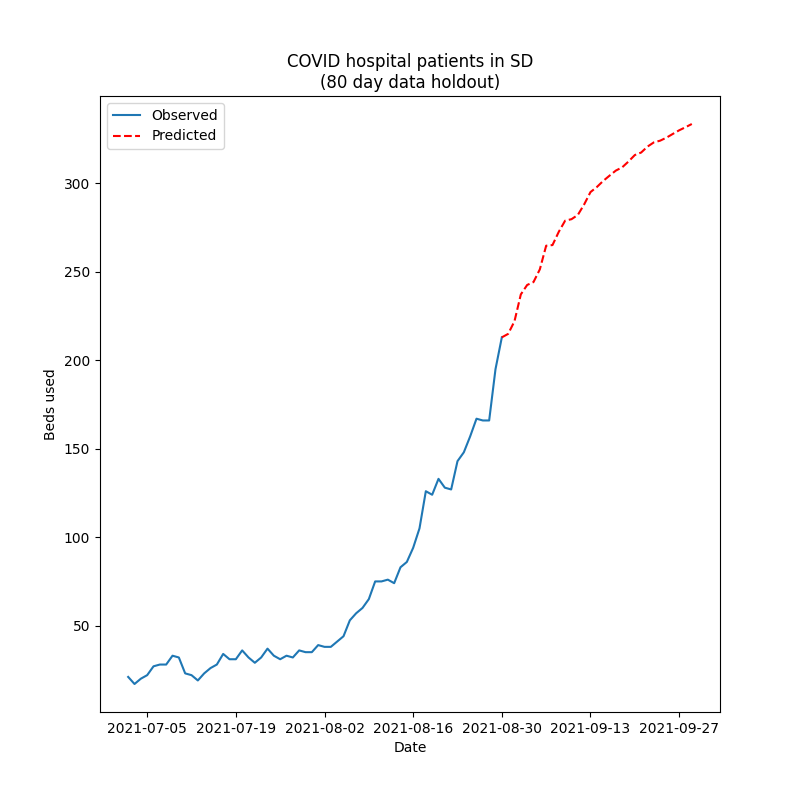 COVID hospital patients in SD
(80 day data holdout)
Observed
Predicted
300
250
200
150
100
50
Beds used
2021-07-05 2021-07-19 2021-08-02 2021-08-16 2021-08-30 2021-09-13 2021-09-27
Date